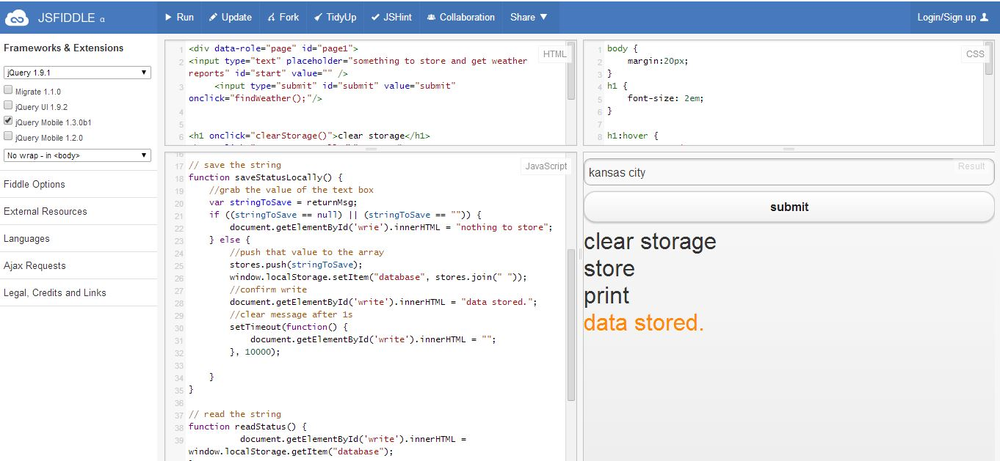 JSFIDDLE α
Run
Update
Fork
TidyUp
JSHint
Collaboration
Share ▼
Login/Sign up
Frameworks & Extensions
jQuery 1.9.1
Migrate 1.1.0
jQuery UI 1.9.2
jQuery Mobile 1.3.0b1
jQuery Mobile 1.2.0
No wrap - in <body>
Fiddle Options
External Resources
Languages
Ajax Requests
Legal, Credits and Links
HTML
1 <div data-role="page" id="page1">
2 <input type="text" placeholder="something to store and get weather
reports" id="start" value="" />
3 <input type="submit" id="submit" value="submit"
onclick="findWeather();"/>
4
5
6 <h1 onclick="clearStorage()">clear storage</h1>
CSS
1 body {
2 margin:20px;
3 }
4 h1 {
5 font-size: 2em;
6 }
7
8 h1:hover {
JavaScript
16
17 // save the string
18 function saveStatusLocally() {
19 //grab the value of the text box
20 var stringToSave = returnMsg;
21 if ((stringToSave == null) || (stringToSave == "")) {
22 document.getElementById('wrie').innerHTML = "nothing to store";
23 } else {
24 //push that value to the array
25 stores.push(stringToSave);
26 window.localStorage.setItem("database", stores.join(" "));
27 //confirm write
28 document.getElementById('write').innerHTML = "data stored.";
29 //clear message after 1s
30 setTimeout(function() {
31 document.getElementById('write').innerHTML = "";
32 }, 10000);
33
34 }
35 }
36
37 // read the string
38 function readStatus() {
39 document.getElementById('write').innerHTML =
window.localStorage.getItem("database");
Result
kansas city
submit
clear storage
store
print
data stored.